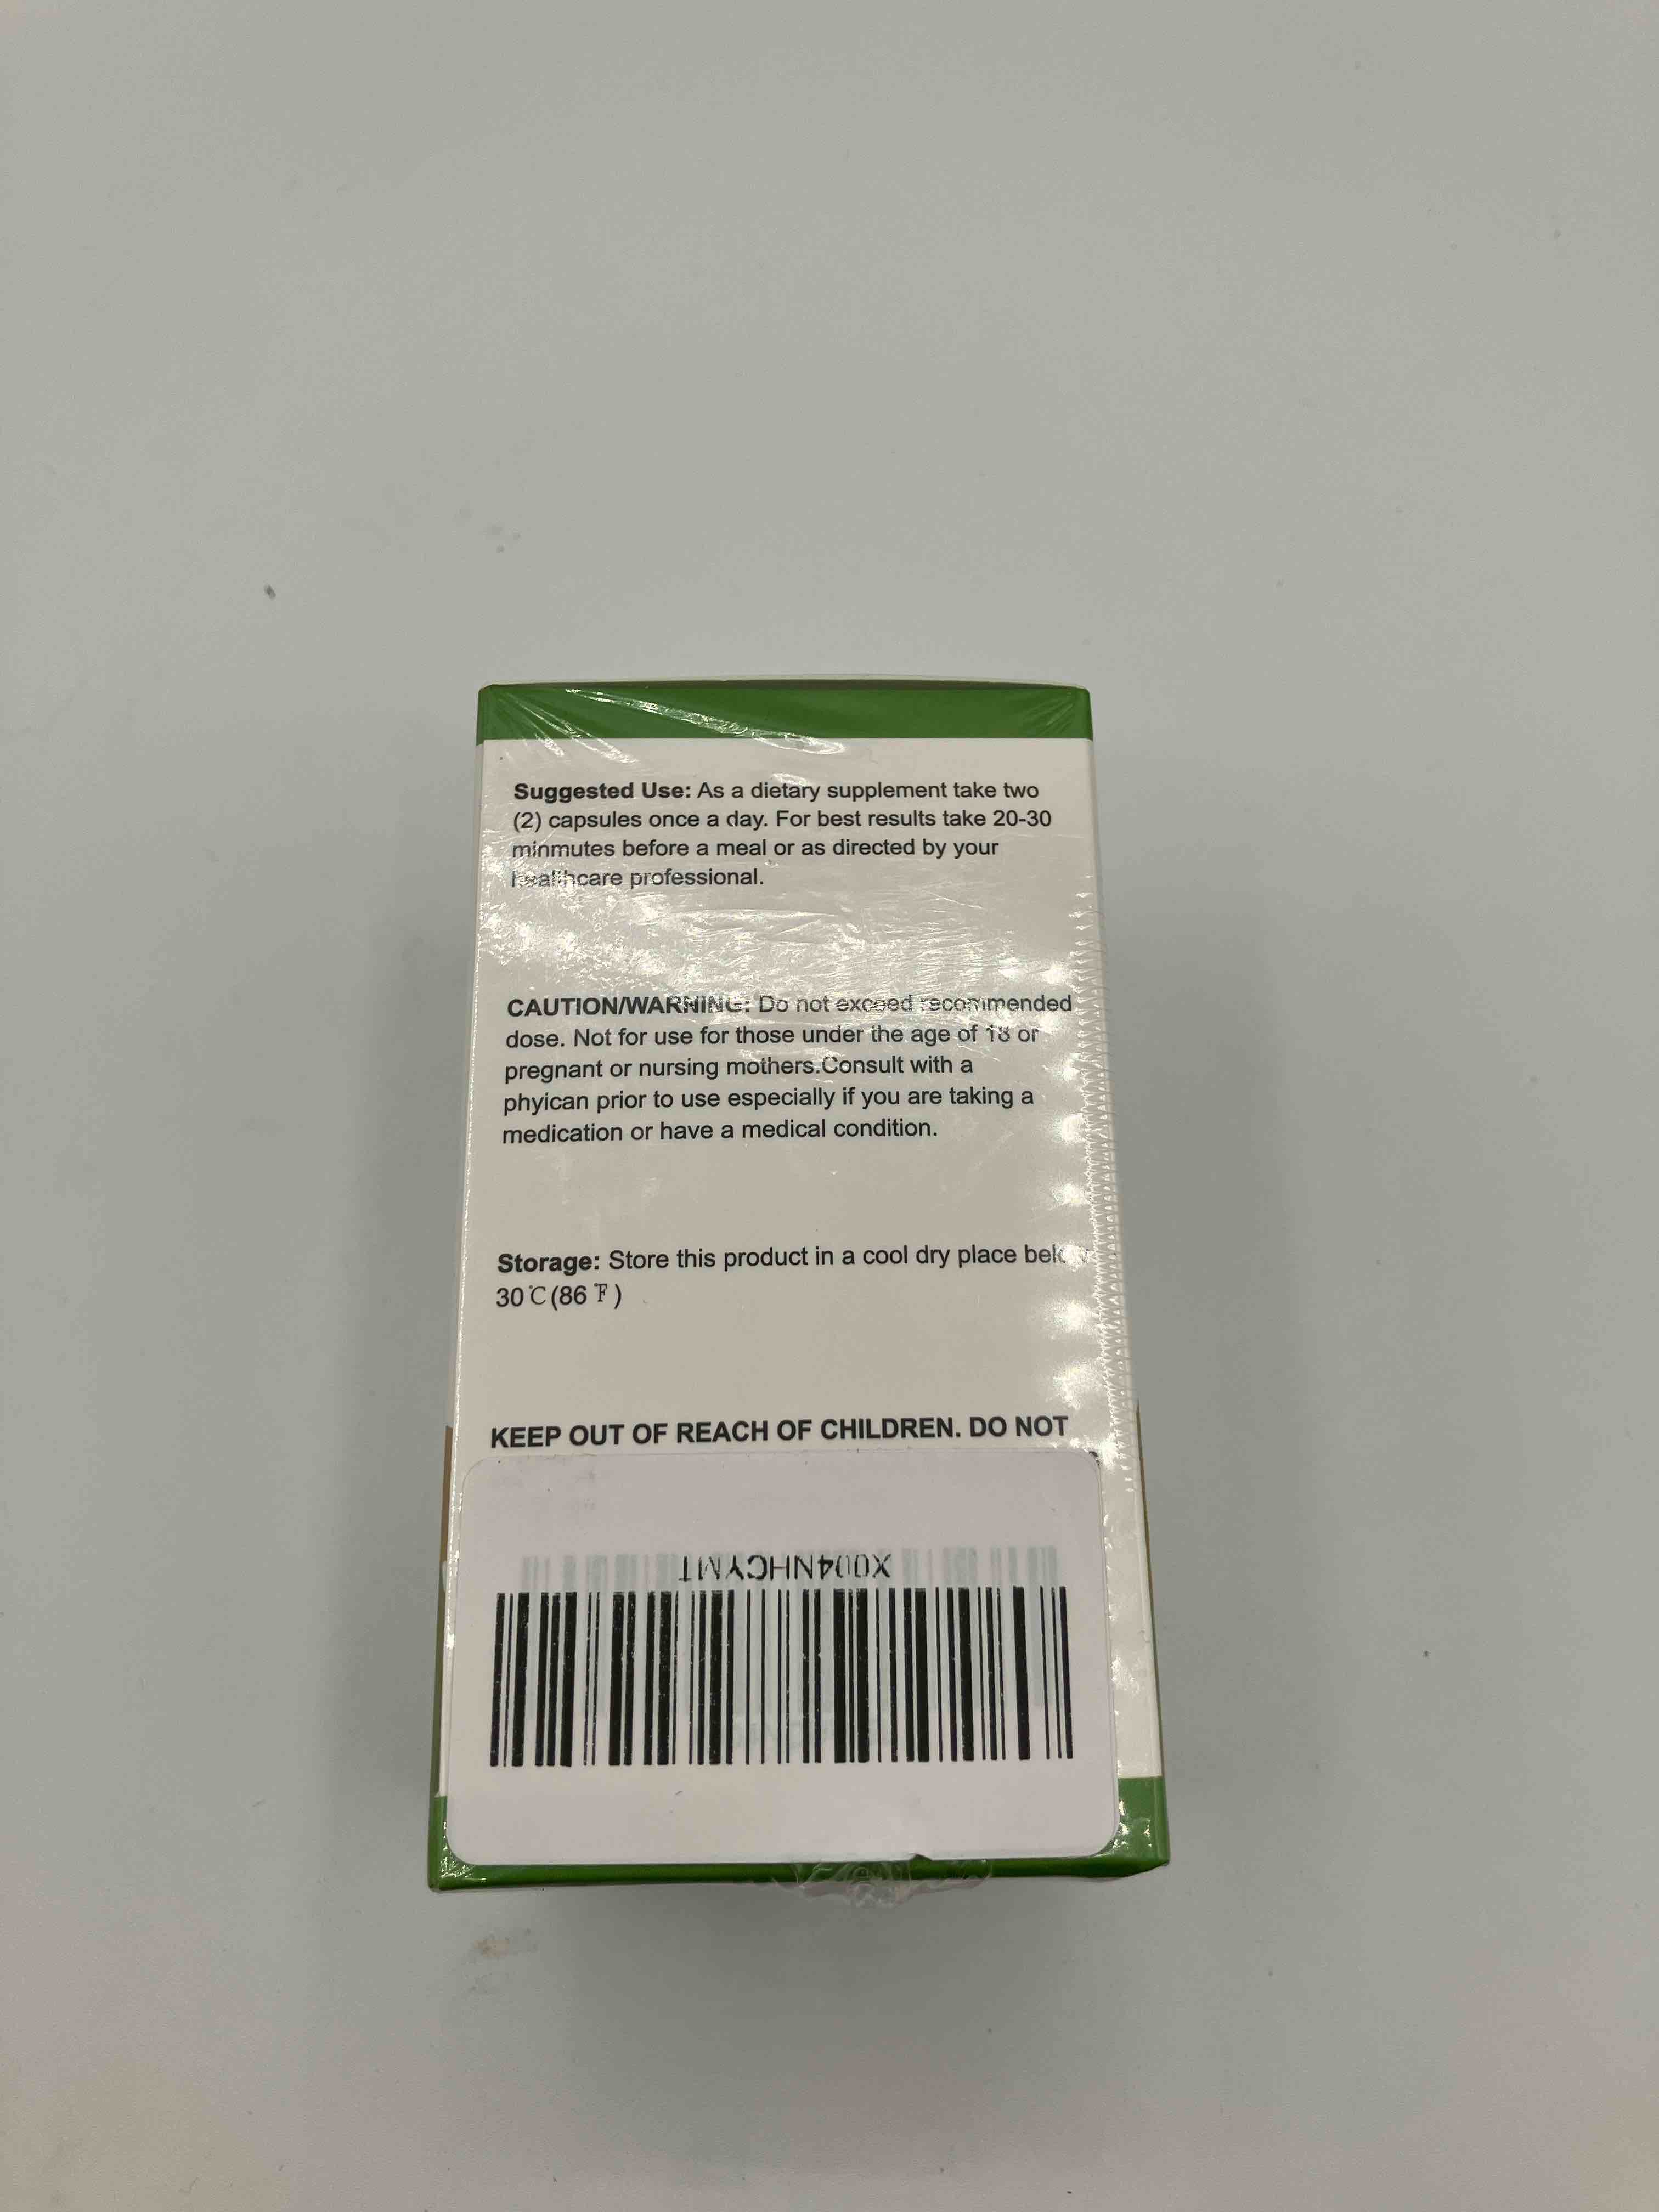 Suggested Use: As a dietary supplement take two
(2) capsules once a day. For best results take 20-30
minmutes before a meal or as directed by your
healthcare professional.
CAUTION/WARNING: Do not exceed recommended
dose. Not for use for those under the age of 18 or
pregnant or nursing mothers.Consult with a
phyican prior to use especially if you are taking a
medication or have a medical condition.
Storage: Store this product in a cool dry place below
30℃(86℉)
KEEP OUT OF REACH OF CHILDREN. DO NOT
X004NHCYMT